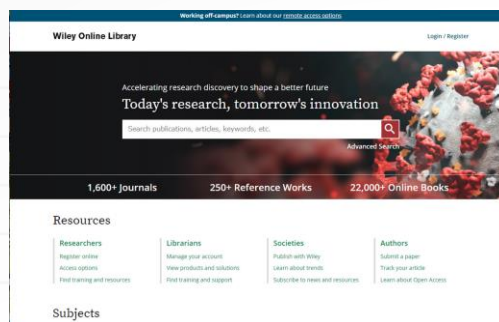 Working off-campus? Learn about our remote access options
Wiley Online Library
Login / Register
Accelerating research discovery to shape a better future
Today's research, tomorrow's innovation
Search publications, articles, keywords, etc.
Advanced Search
1,600+ Journals 250+ Reference Works 22,000+ Online Books
Resources
Researchers
Register online
Access options
Find training and resources
Librarians
Manage your account
View products and solutions
Find training and support
Societies
Publish with Wiley
Learn about trends
Subscribe to news and resources
Authors
Submit a paper
Track your article
Learn about Open Access
Subjects